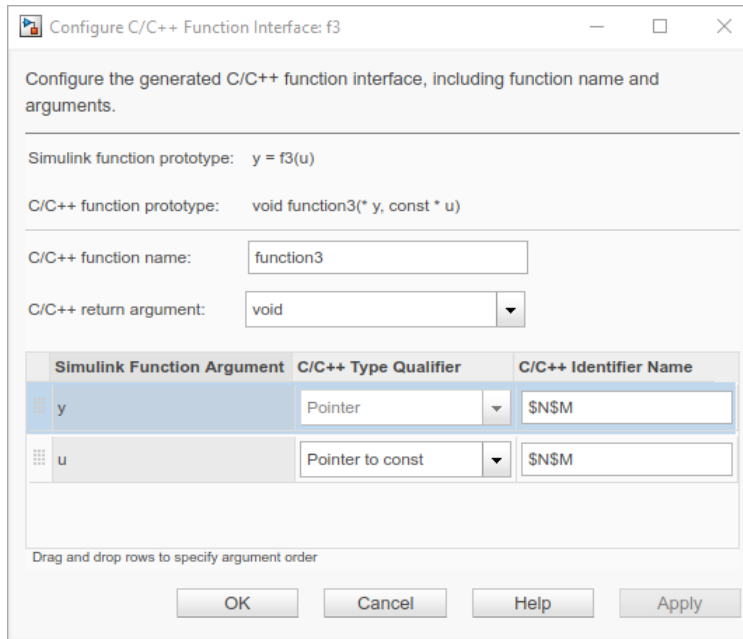 Configure C/C++ Function Interface: f3
Configure the generated C/C++ function interface, including function name and
arguments.
Simulink function prototype: y = f3(u)
C/C++ function prototype: void function3(* y, const * u)
C/C++ function name: function3
C/C++ return argument: void
Simulink Function Argument C/C++ Type Qualifier C/C++ Identifier Name
y Pointer $N$M
u Pointer to const $N$M
Drag and drop rows to specify argument order
OK Cancel Help Apply